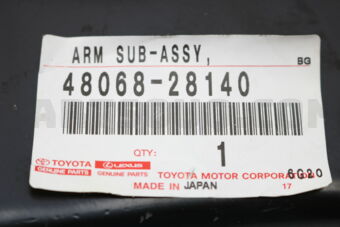 ARM SUB-ASSY,
BG
48068-28140
QTY:
1
TOYOTA
GENUINE PARTS
LEXUS
GENUINE PARTS
TOYOTA MOTOR CORPORATION
6G20
MADE IN JAPAN
17